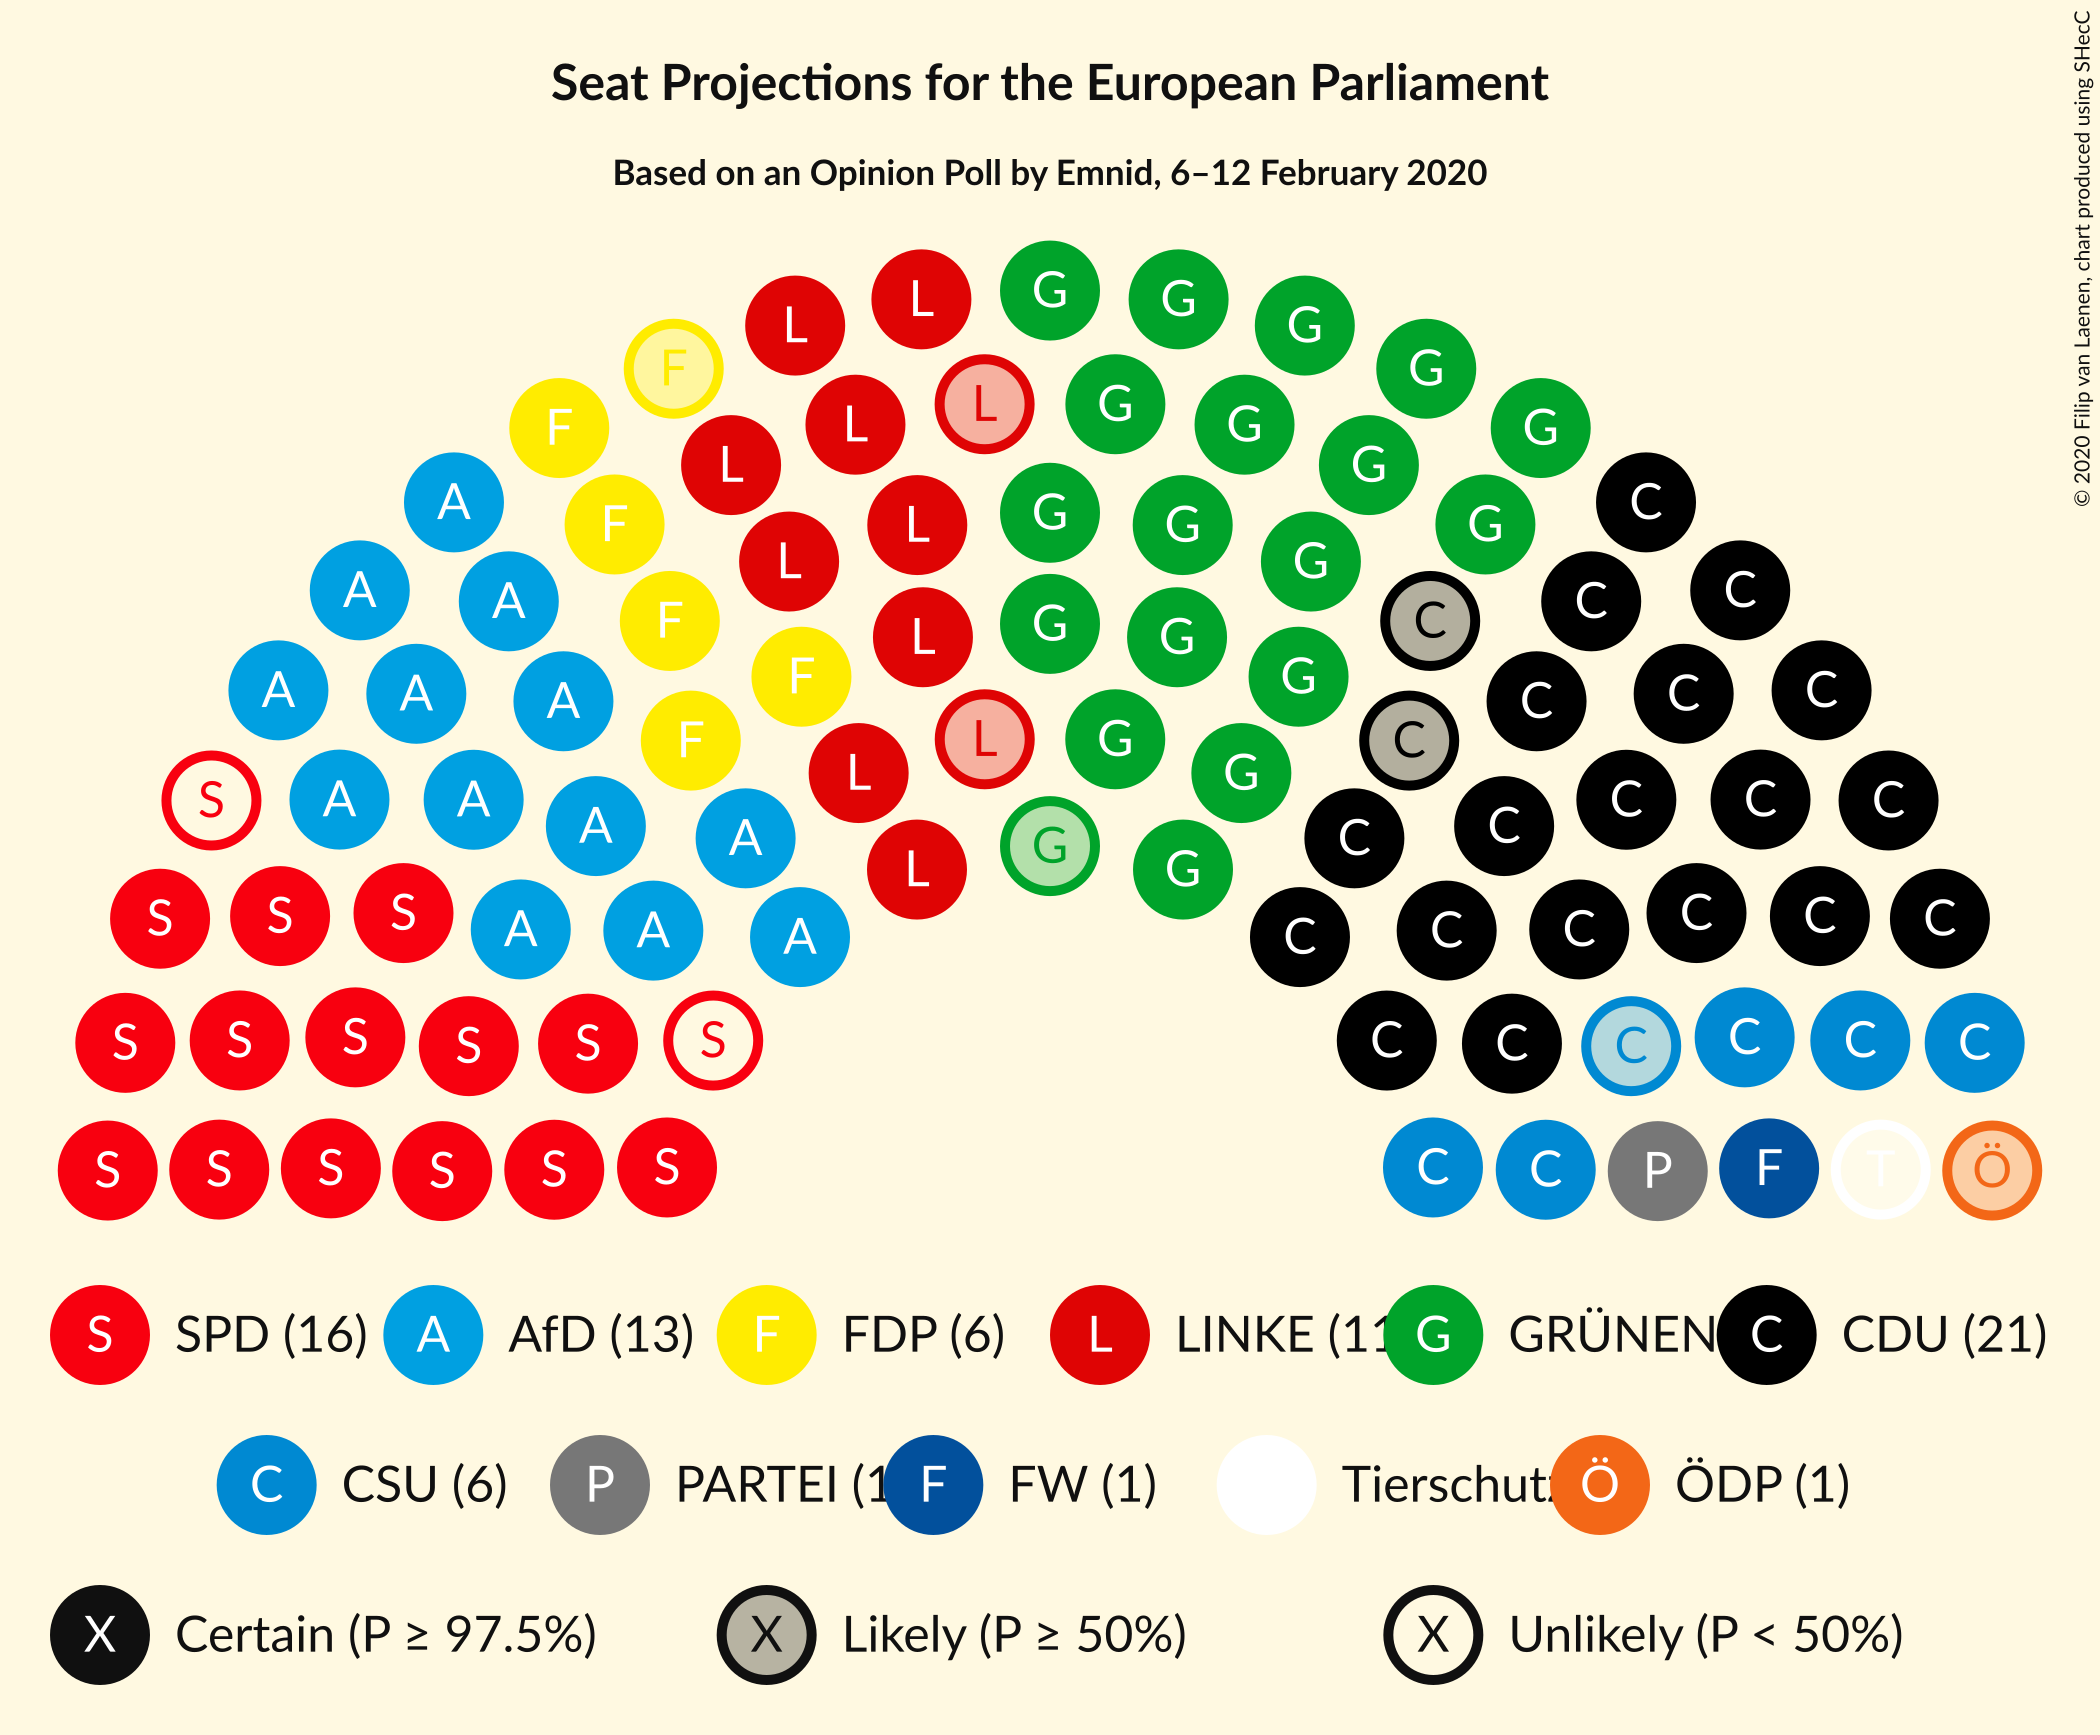 Seat Projections for the European Parliament
Based on an Opinion Poll by Emnid, 6–12 February 2020
© 2020 Filip van Laenen, chart produced using SHecC
L G G
L G
F G
L G
L G
F G
L G
L G
F G
A C
L G G
F G
L G
A C
A C
F C
L G G
F G
A C
A C
A C
F C
L G
L G
S A A C C C
A C
A C
G
L G
S S S C C C
A A C C
A C
S S S S S S C C C C C C
S S S S S S C C P F T Ö
S SPD (16) A AfD (13) F FDP (6) L LINKE (11 G GRÜNEN C CDU (21)
C CSU (6) P PARTEI (1 F FW (1) Tierschutz Ö ÖDP (1)
X Certain (P ≥ 97.5%) X Likely (P ≥ 50%) X Unlikely (P < 50%)